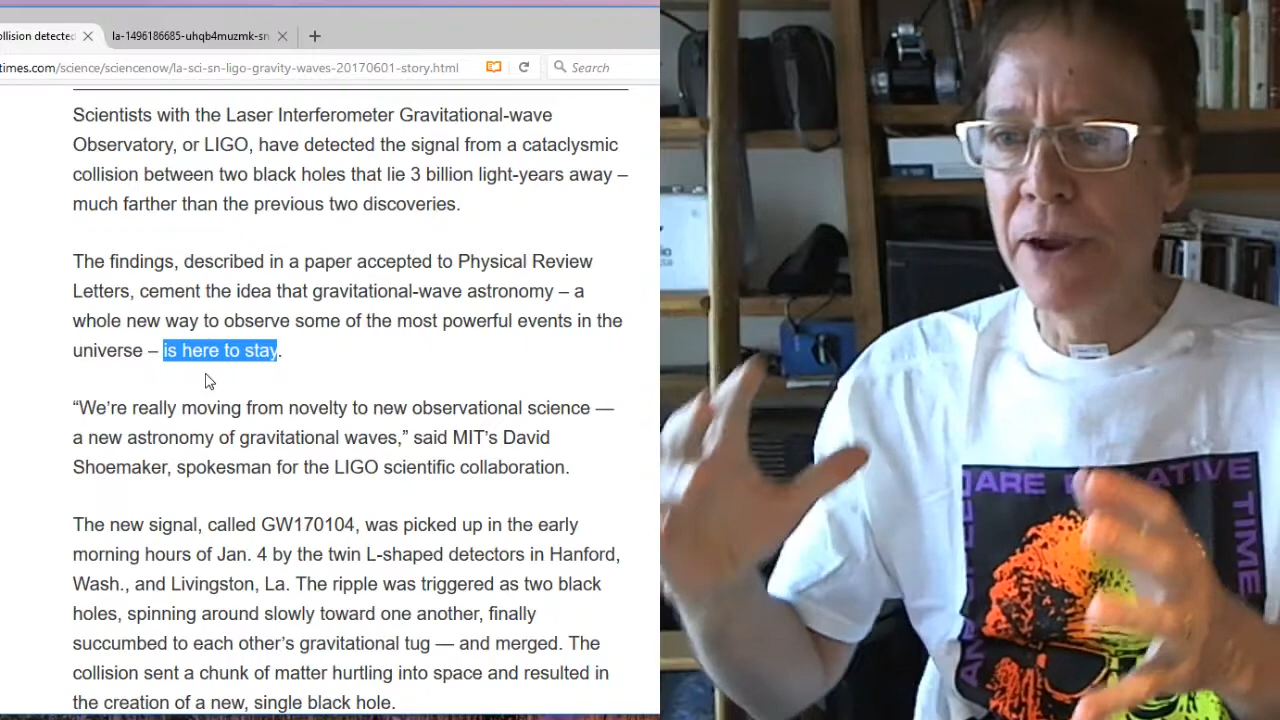 ollision detected
la-1496186685-uhqb4muzmk-sn
times.com/science/sciencenow/la-sci-sn-ligo-gravity-waves-20170601-story.html
Search
Scientists with the Laser Interferometer Gravitational-wave
Observatory, or LIGO, have detected the signal from a cataclysmic
collision between two black holes that lie 3 billion light-years away –
much farther than the previous two discoveries.
The findings, described in a paper accepted to Physical Review
Letters, cement the idea that gravitational-wave astronomy – a
whole new way to observe some of the most powerful events in the
universe – is here to stay.
“We’re really moving from novelty to new observational science —
a new astronomy of gravitational waves,” said MIT’s David
Shoemaker, spokesman for the LIGO scientific collaboration.
The new signal, called GW170104, was picked up in the early
morning hours of Jan. 4 by the twin L-shaped detectors in Hanford,
Wash., and Livingston, La. The ripple was triggered as two black
holes, spinning around slowly toward one another, finally
succumbed to each other’s gravitational tug — and merged. The
collision sent a chunk of matter hurtling into space and resulted in
the creation of a new, single black hole.
ARE
TIME